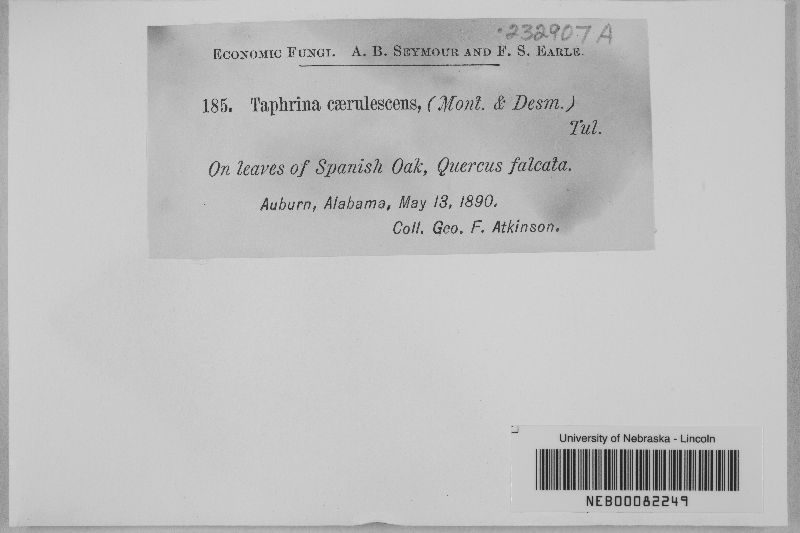 ·232907 A
Economic Fungi. A. B. Seymour and F. S. Earle.
185. Taphrina cærulescens, (Mont. & Desm.)
Tul.
On leaves of Spanish Oak, Quercus falcata.
Auburn, Alabama, May 13, 1890.
Coll. Geo. F. Atkinson.
University of Nebraska - Lincoln
NEB00082249